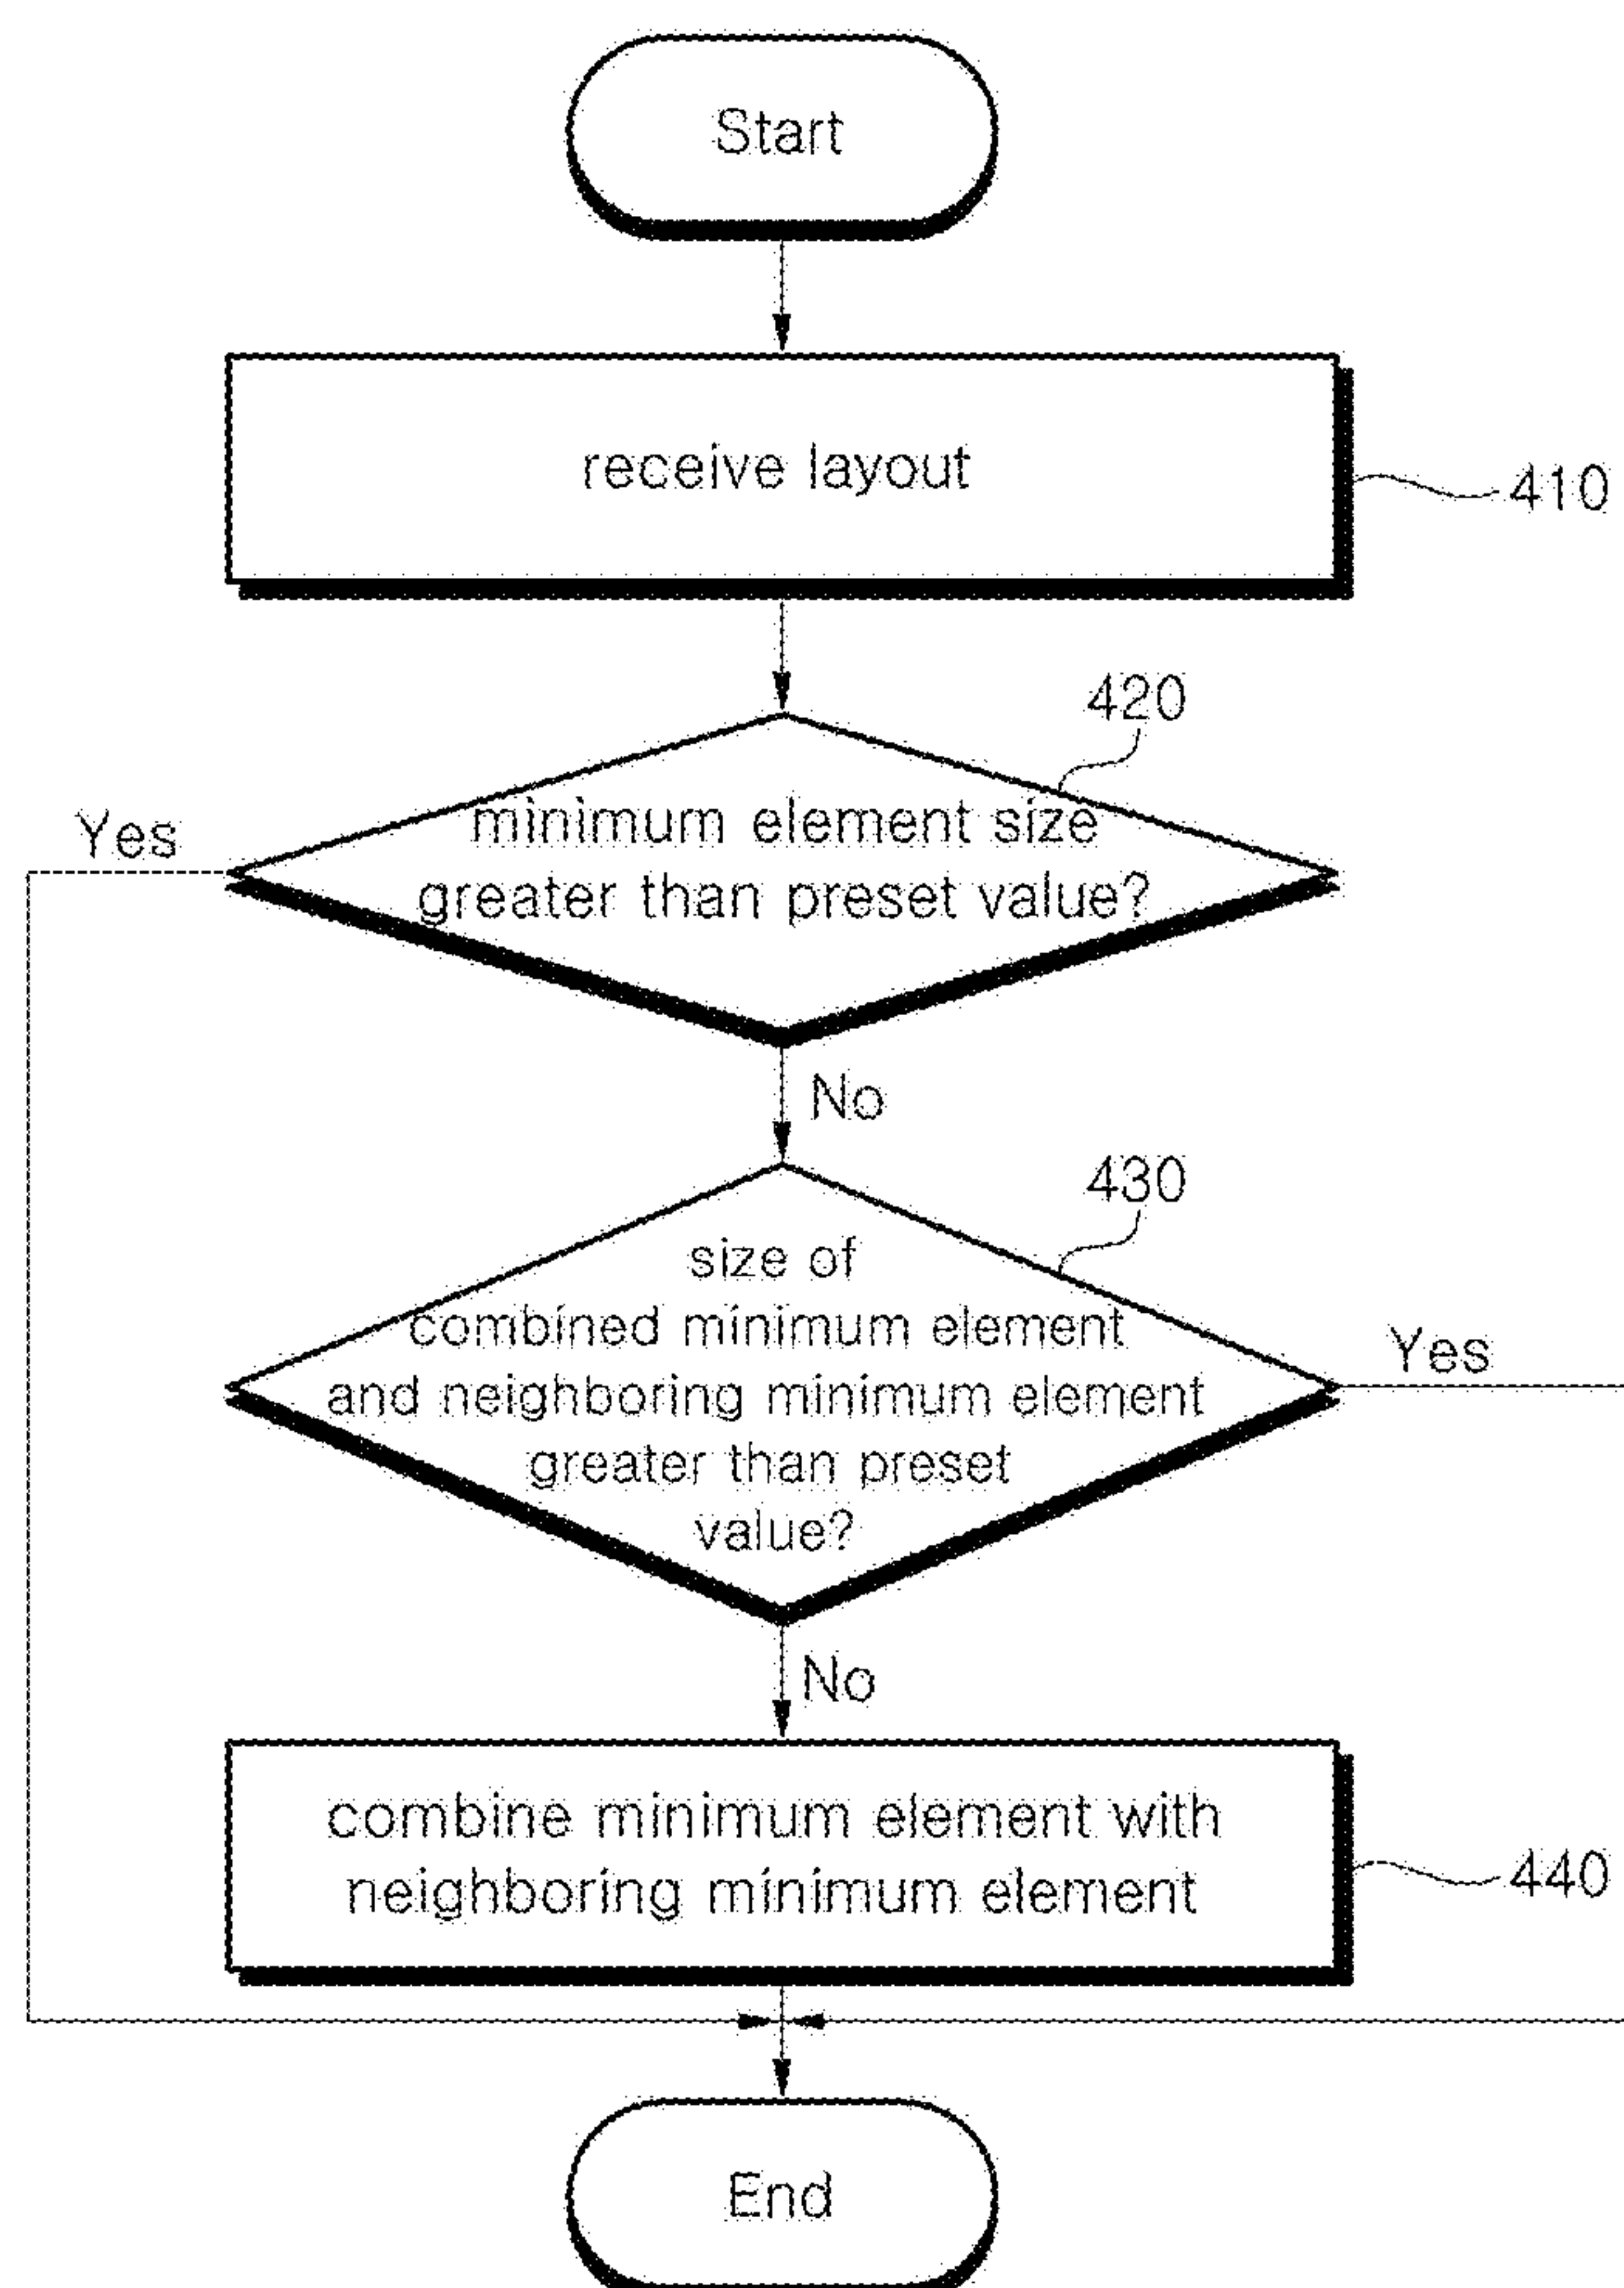 Start
receive layout
410
420
Yes
minimum element size
greater than preset value?
No
430
size of
combined minimum element
and neighboring minimum element
greater than preset
value?
Yes
No
combine minimum element with
neighboring minimum element
440
End